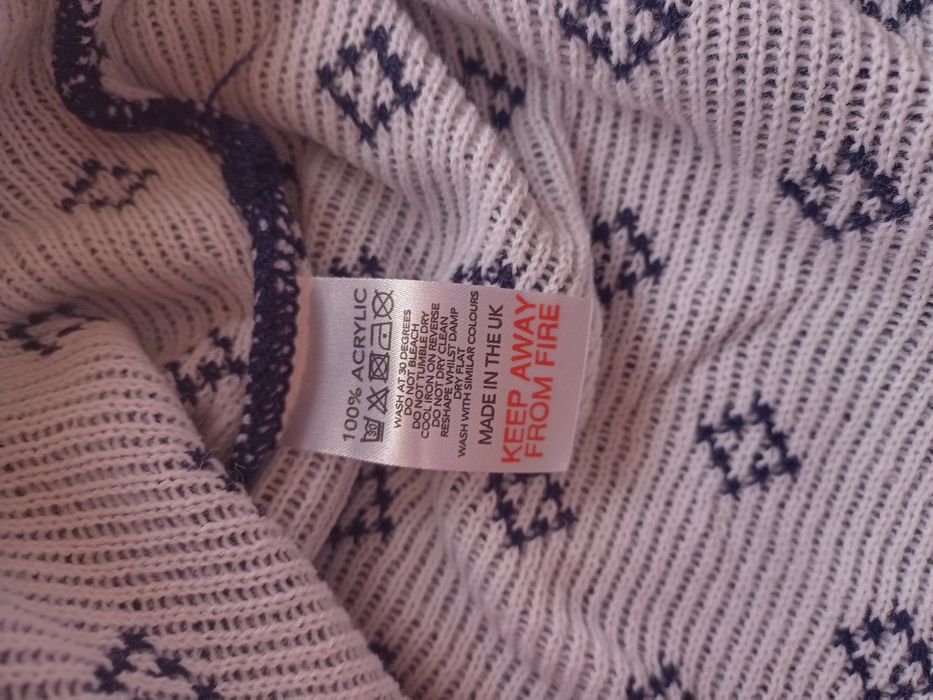 100% ACRYLIC
30
WASH AT 30 DEGREES
DO NOT BLEACH
DO NOT TUMBLE DRY
COOL IRON ON REVERSE
DO NOT DRY CLEAN
RESHAPE WHILST DAMP
DRY FLAT
WASH WITH SIMILAR COLOURS
MADE IN THE UK
KEEP AWAY
FROM FIRE